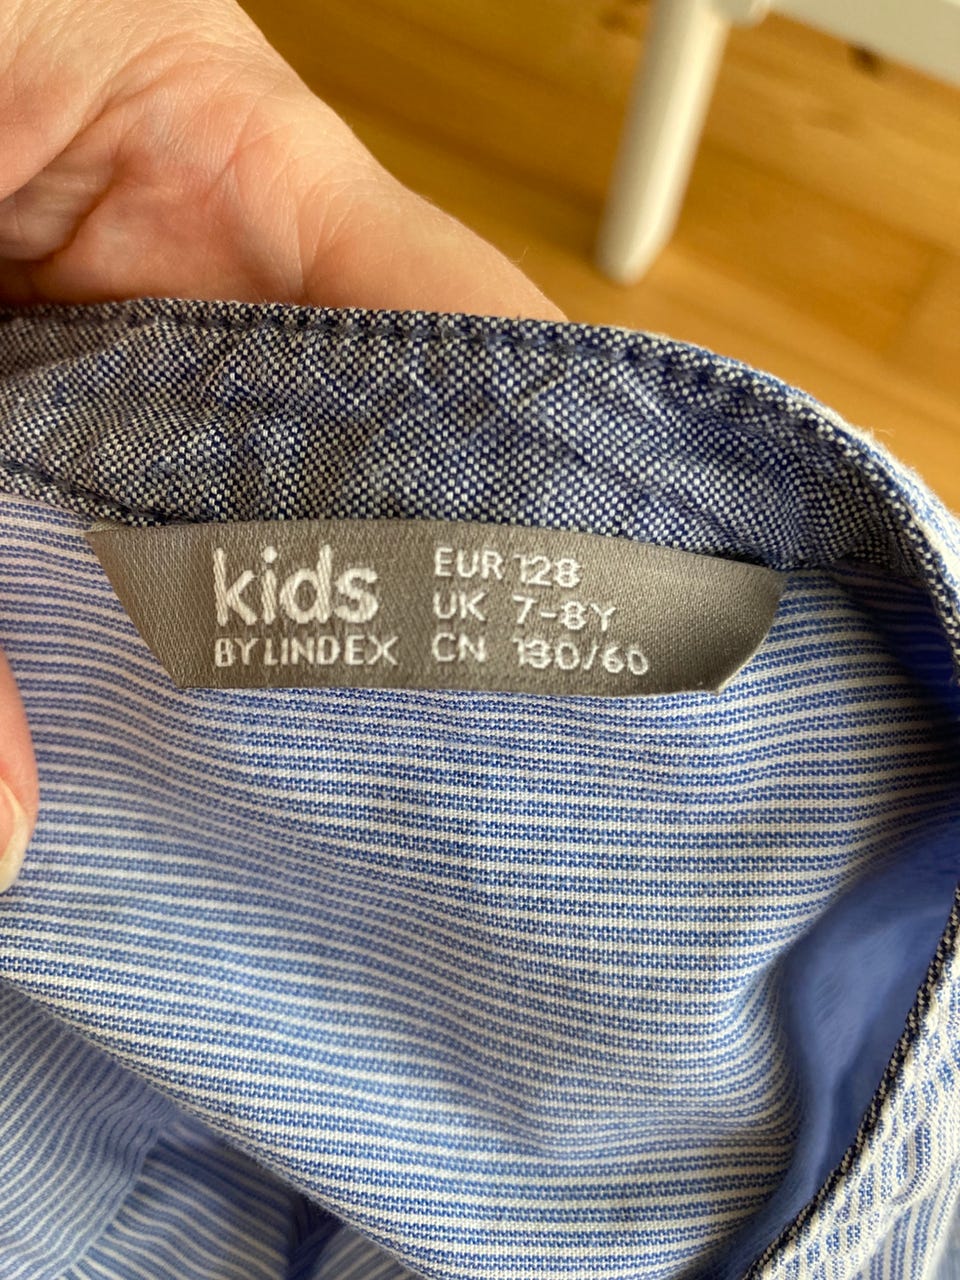 kids
BY LINDEX
EUR 128
UK 7-8Y
CN 130/60